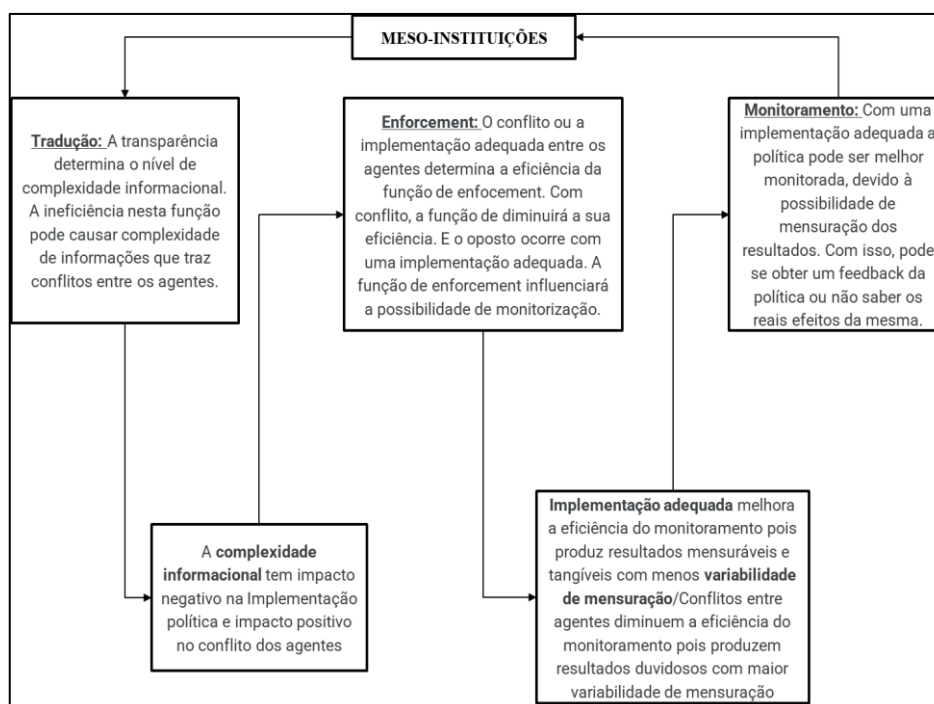 MESO-INSTITUIÇÕES
Tradução: A transparência
determina o nível de
complexidade informacional.
A ineficiência nesta função
pode causar complexidade
de informações que traz
conflitos entre os agentes.
Enforcement: O conflito ou a
implementação adequada entre os
agentes determina a eficiência da
função de enfocement. Com
conflito, a função de diminuirá a sua
eficiência. E o oposto ocorre com
uma implementação adequada. A
função de enforcement influenciará
a possibilidade de monitorização.
Monitoramento: Com uma
implementação adequada a
política pode ser melhor
monitorada, devido à
possibilidade de
mensuração dos
resultados. Com isso, pode
se obter um feedback da
política ou não saber os
reais efeitos da mesma.
A complexidade
informacional tem impacto
negativo na Implementação
política e impacto positivo
no conflito dos agentes
Implementação adequada melhora
a eficiência do monitoramento pois
produz resultados mensuráveis e
tangíveis com menos variabilidade
de mensuração/Conflitos entre
agentes diminuem a eficiência do
monitoramento pois produzem
resultados duvidosos com maior
variabilidade de mensuração